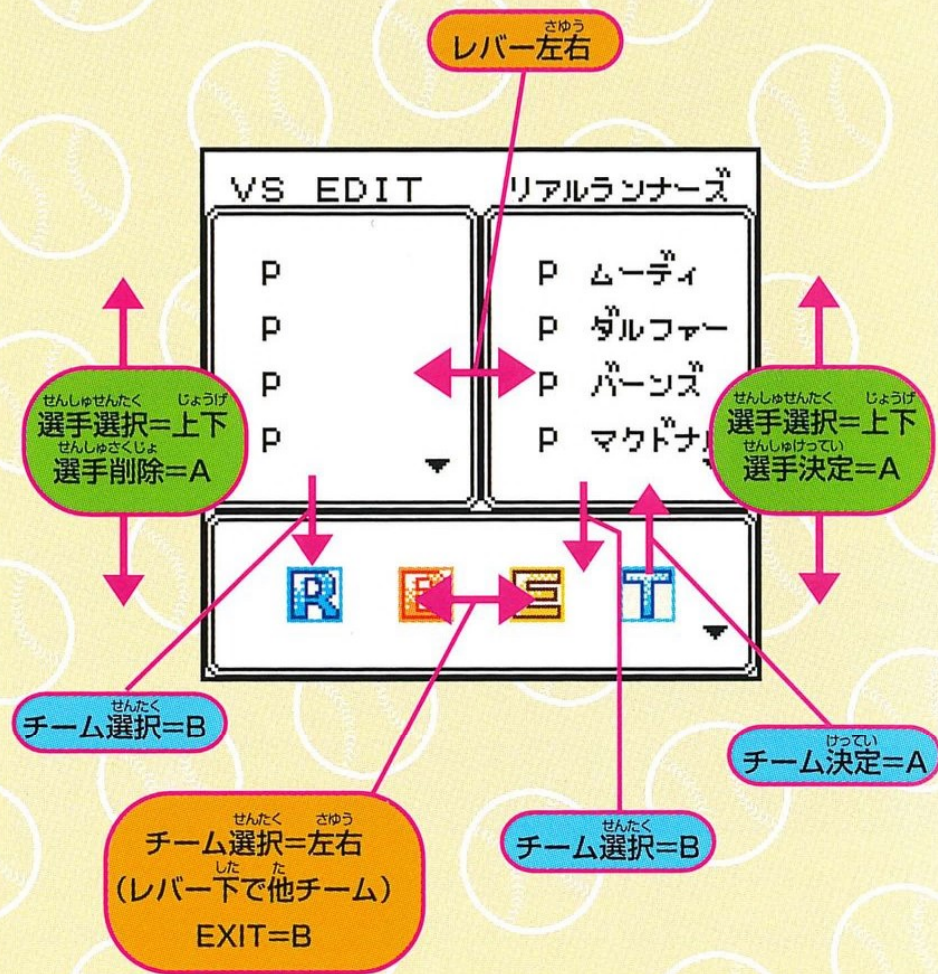 レバー左右
VS EDIT
リアルランナーズ
P
P
P
P
P ムーディ
P ダルファー
P バーンズ
P マクドナル
選手選択=上下
選手削除=A
選手選択=上下
選手決定=A
R
E
T
チーム選択=B
チーム決定=A
チーム選択=左右
(レバー下で他チーム)
EXIT=B
チーム選択=B